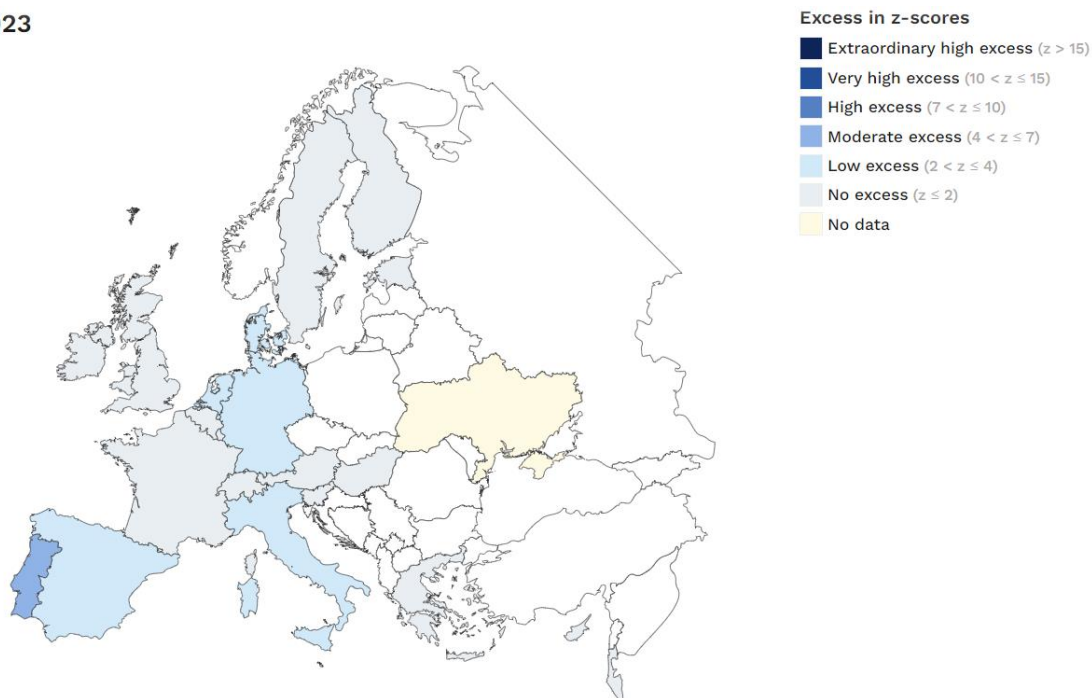 23
Excess in z-scores
Extraordinary high excess (z > 15)
Very high excess (10 < z ≤ 15)
High excess (7 < z ≤ 10)
Moderate excess (4 < z ≤ 7)
Low excess (2 < z ≤ 4)
No excess (z ≤ 2)
No data